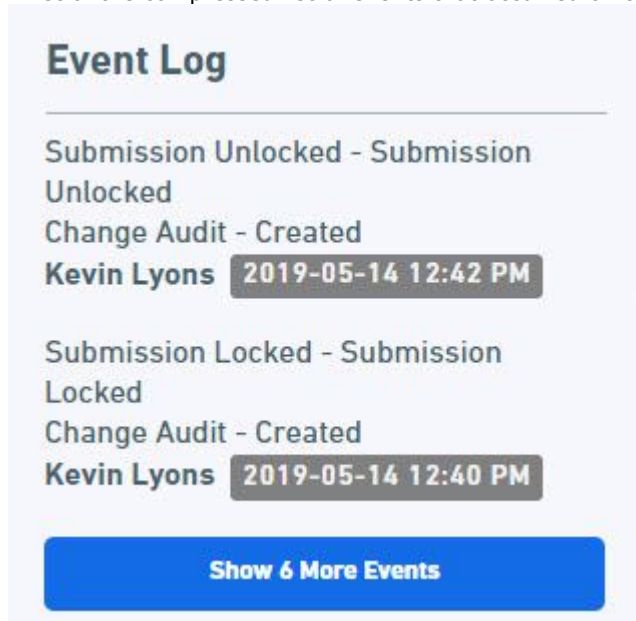 Event Log
Submission Unlocked - Submission
Unlocked
Change Audit - Created
Kevin Lyons 2019-05-14 12:42 PM
Submission Locked - Submission
Locked
Change Audit - Created
Kevin Lyons 2019-05-14 12:40 PM
Show 6 More Events